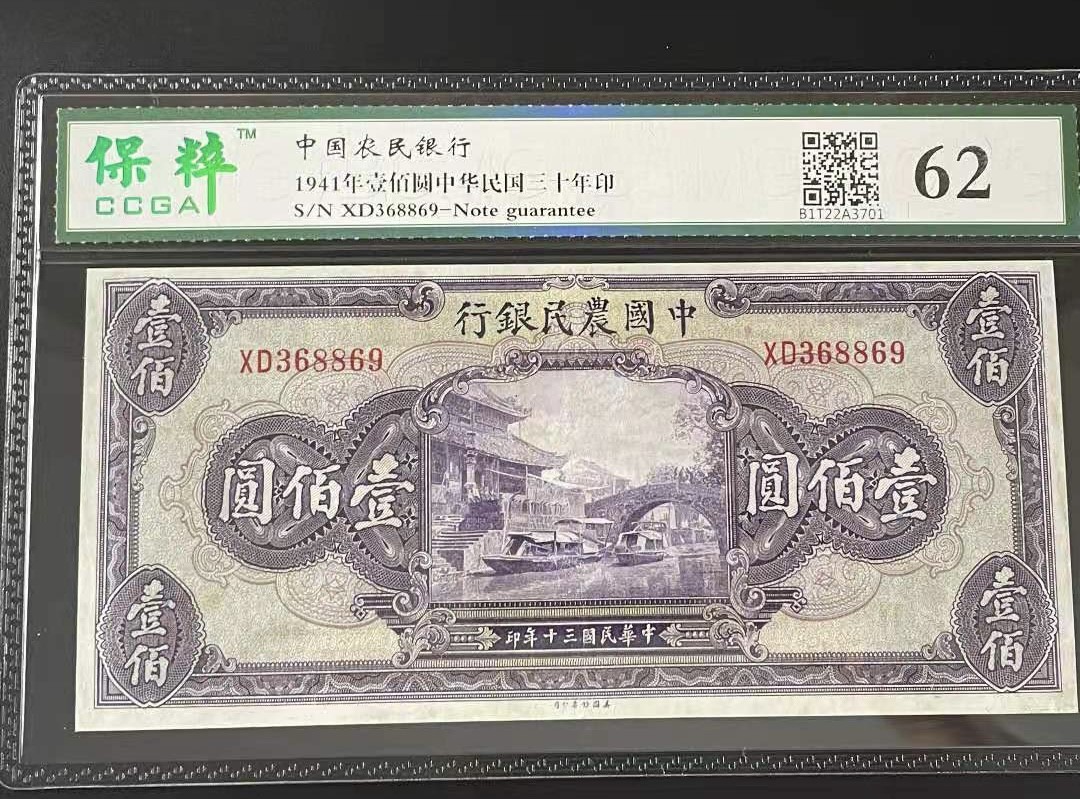 保粹 TM
CCGA
中国农民银行
1941年壹佰圆中华民国三十年印
S/N XD368869-Note guarantee
B1T22A3701
62
中國農民銀行
壹佰
壹佰
XD368869
XD368869
壹佰圓
壹佰圓
壹佰
壹佰
中華民國三十年印